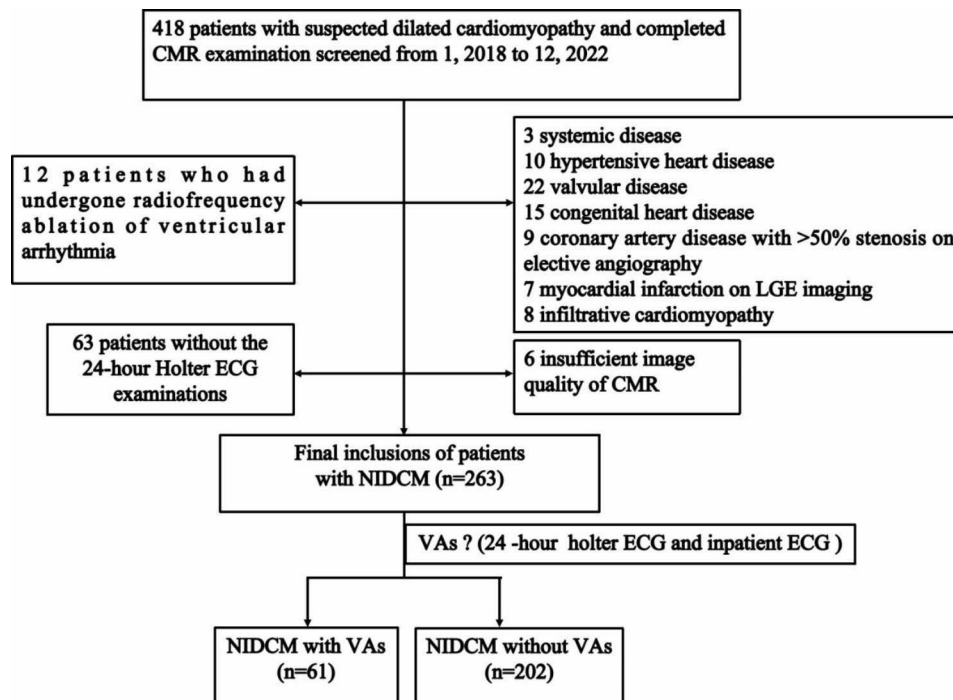 418 patients with suspected dilated cardiomyopathy and completed
CMR examination screened from 1, 2018 to 12, 2022
12 patients who had
undergone radiofrequency
ablation of ventricular
arrhythmia
3 systemic disease
10 hypertensive heart disease
22 valvular disease
15 congenital heart disease
9 coronary artery disease with >50% stenosis on
elective angiography
7 myocardial infarction on LGE imaging
8 infiltrative cardiomyopathy
63 patients without the
24-hour Holter ECG
examinations
6 insufficient image
quality of CMR
Final inclusions of patients
with NIDCM (n=263)
VAs ? (24 -hour holter ECG and inpatient ECG )
NIDCM with VAs
(n=61)
NIDCM without VAs
(n=202)